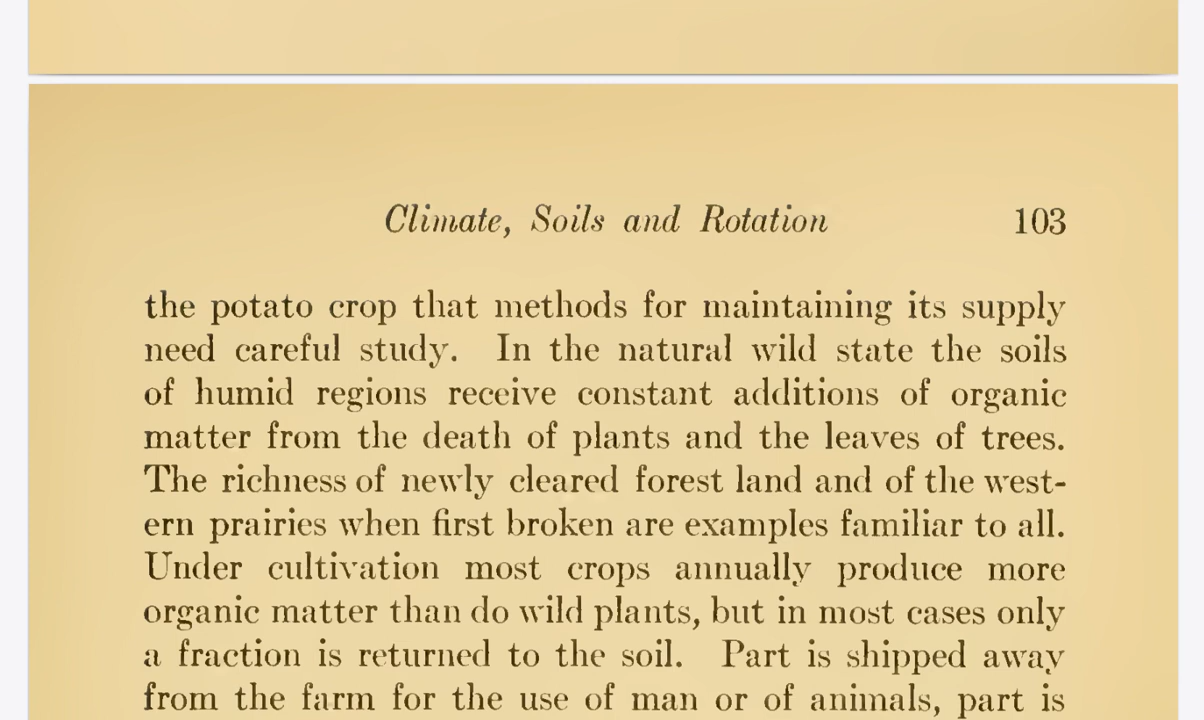 Climate, Soils and Rotation 103
the potato crop that methods for maintaining its supply
need careful study. In the natural wild state the soils
of humid regions receive constant additions of organic
matter from the death of plants and the leaves of trees.
The richness of newly cleared forest land and of the west-
ern prairies when first broken are examples familiar to all.
Under cultivation most crops annually produce more
organic matter than do wild plants, but in most cases only
a fraction is returned to the soil. Part is shipped away
from the farm for the use of man or of animals, part is